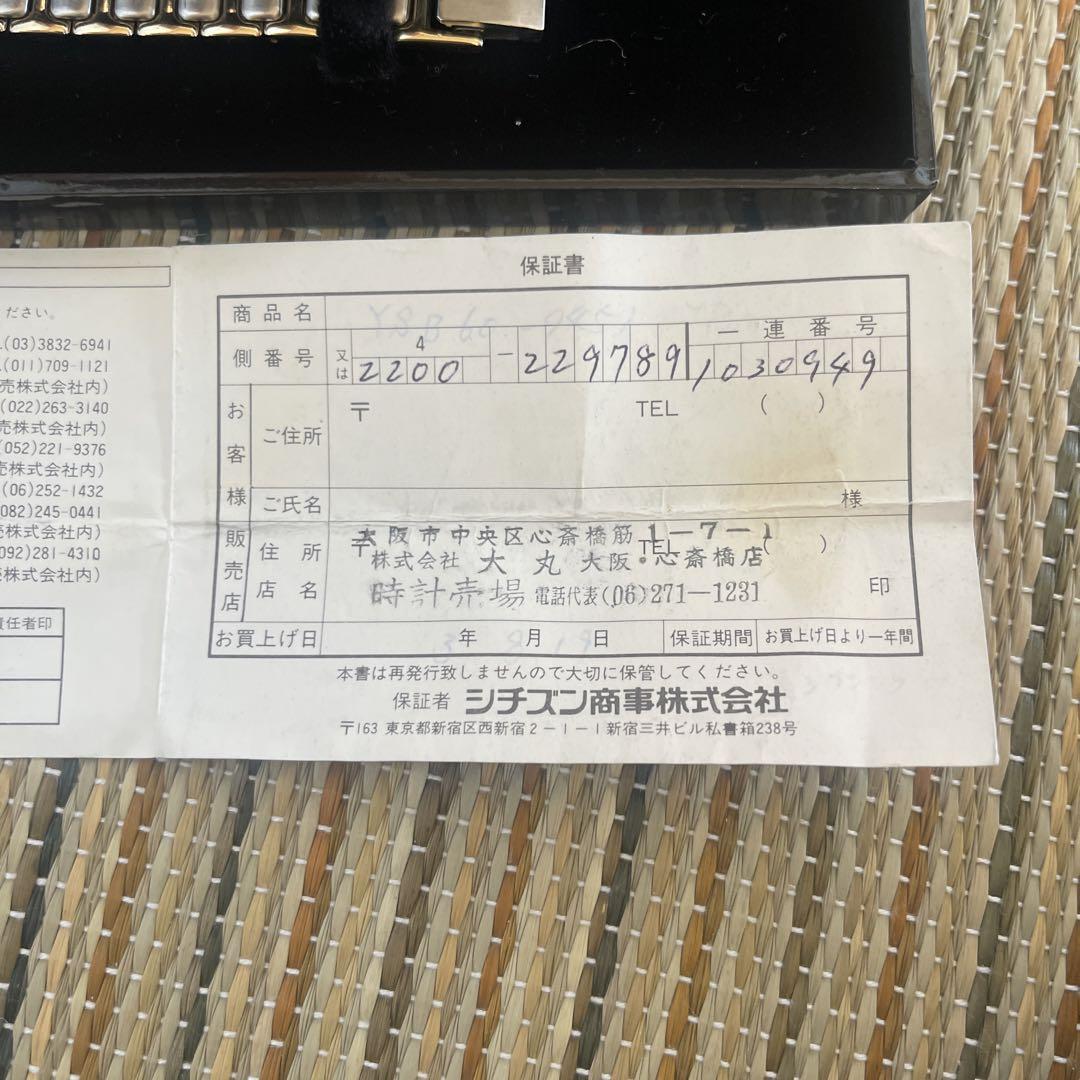 ださい。
(03)3832-6941
(011)709-1121
売株式会社内)
(022)263-3140
売株式会社内)
(052)221-9376
売株式会社内)
(06)252-1432
(082)245-0441
売株式会社内)
(092)281-4310
売株式会社内)
責任者印
保証書
商品名
側番号 又は 4 2200-229789 一連番号 1030949
お客様 ご住所 〒 TEL ( )
ご氏名 様
販売店 住所 〒 TEL ( )
大阪市中央区心斎橋筋1-7-1
株式会社 大丸 大阪・心斎橋店
店名 時計売場 電話代表(06)271-1231 印
お買上げ日 3年 8月 19日 保証期間 お買上げ日より一年間
本書は再発行致しませんので大切に保管してください。
保証者 シチズン商事株式会社
〒163 東京都新宿区西新宿2-1-1新宿三井ビル私書箱238号